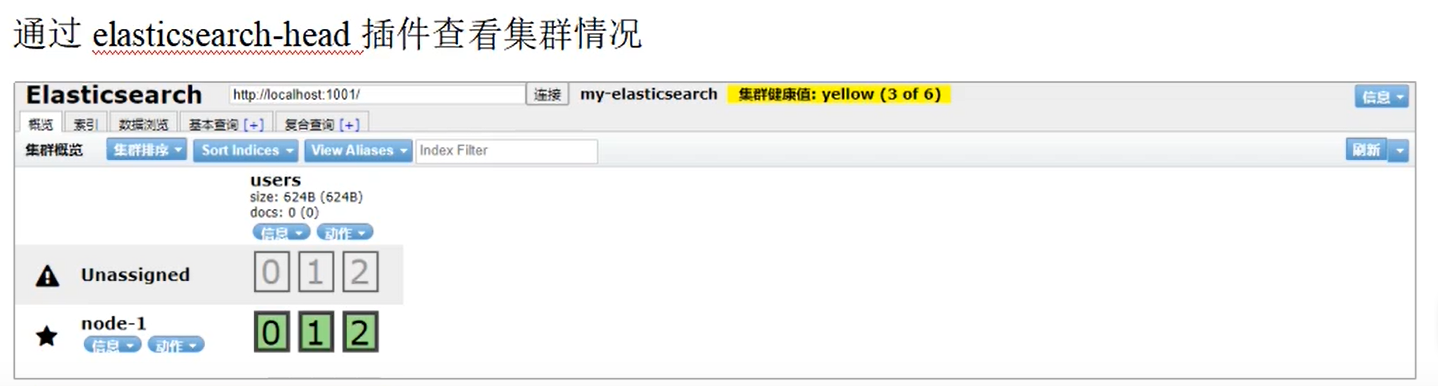 通过 elasticsearch-head 插件查看集群情况
Elasticsearch http://localhost:1001/ 连接 my-elasticsearch 集群健康值: yellow (3 of 6) 信息
概览 索引 数据浏览 基本查询 [+] 复合查询 [+]
集群概览 集群排序 Sort Indices View Aliases Index Filter 刷新
users
size: 624B (624B)
docs: 0 (0)
信息 动作
Unassigned 0 1 2
node-1 0 1 2
信息 动作